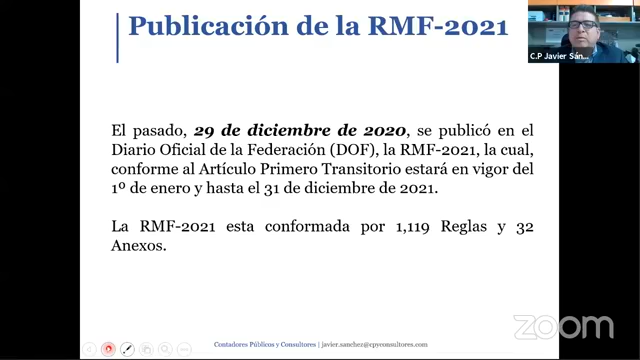 Publicación de la RMF-2021
C.P Javier Sán...
El pasado, 29 de diciembre de 2020, se publicó en el
Diario Oficial de la Federación (DOF), la RMF-2021, la cual,
conforme al Artículo Primero Transitorio estará en vigor del
1º de enero y hasta el 31 de diciembre de 2021.
La RMF-2021 esta conformada por 1,119 Reglas y 32
Anexos.
Contadores Públicos y Consultores | javier.sanchez@cpyconsultores.com
zoom